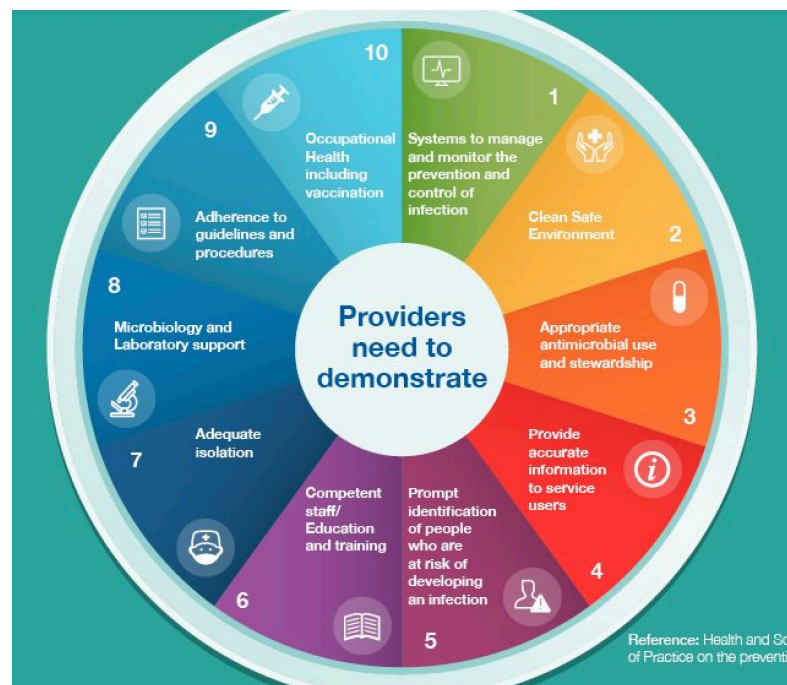 Providers
need to
demonstrate
1
Systems to manage
and monitor the
prevention and
control of
infection
2
Clean Safe
Environment
3
Appropriate
antimicrobial use
and stewardship
4
Provide
accurate
information
to service
users
5
Prompt
identification
of people
who are
at risk of
developing
an infection
6
Competent
staff/
Education
and training
7
Adequate
isolation
8
Microbiology and
Laboratory support
9
Adherence to
guidelines and
procedures
10
Occupational
Health
including
vaccination
Reference: Health and
of Practice on the